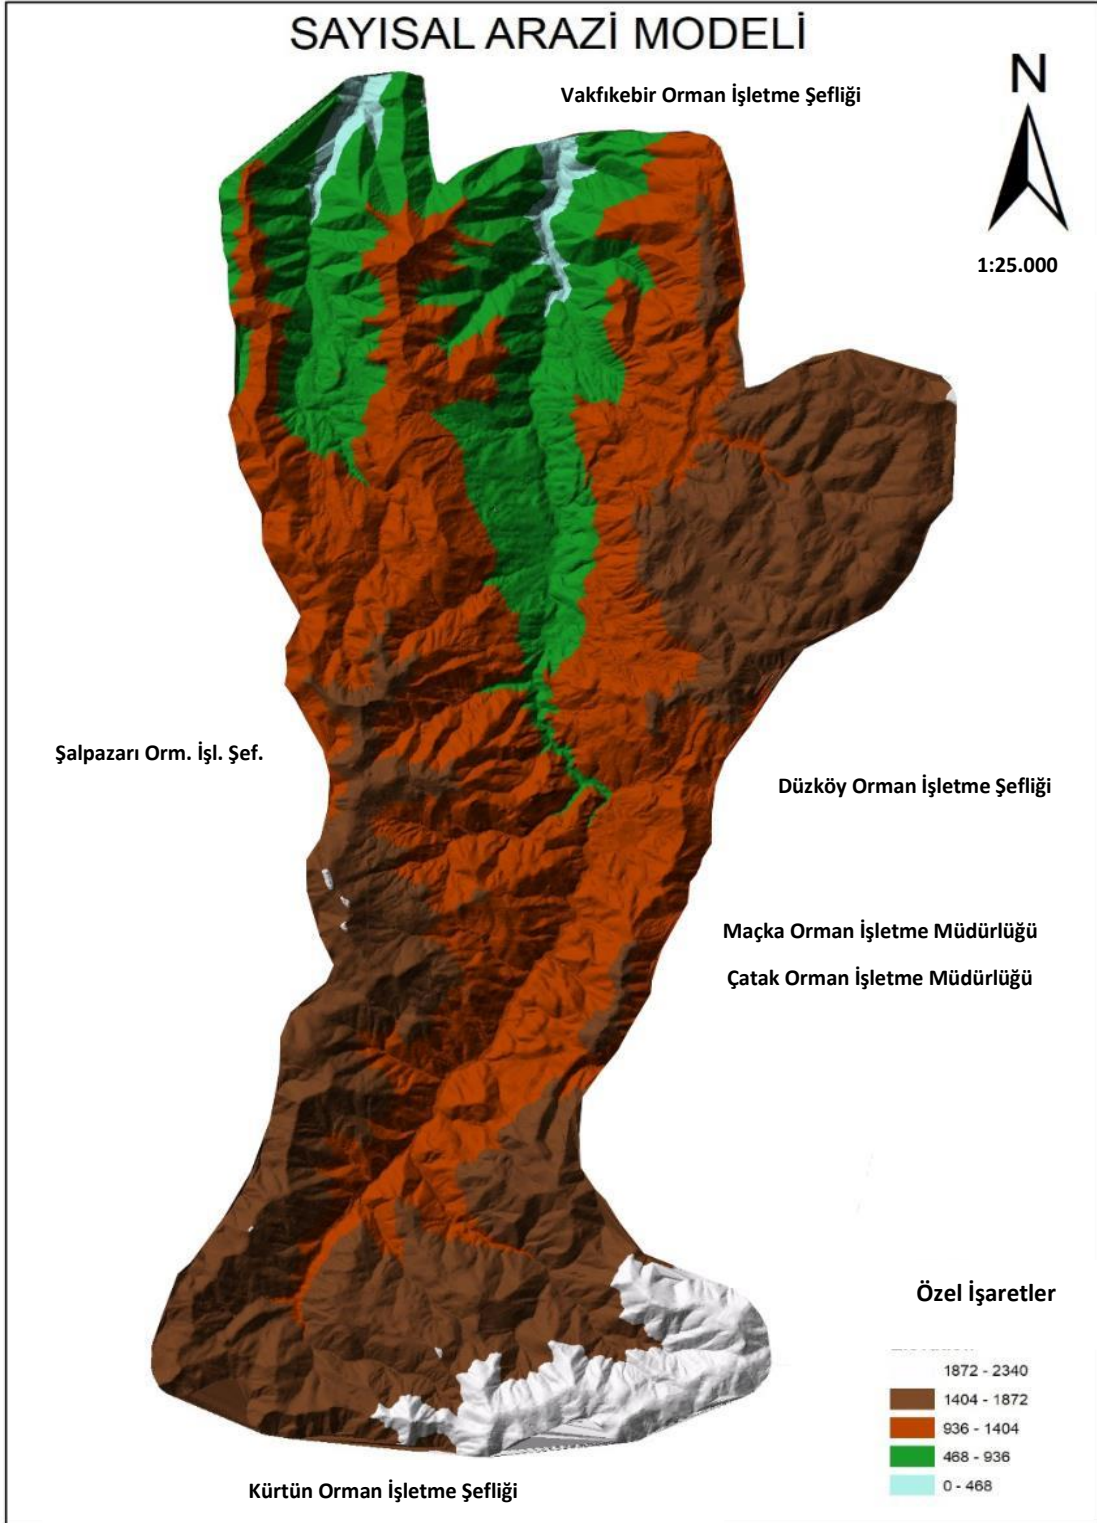 SAYISAL ARAZİ MODELİ
Vakfıkebir Orman İşletme Şefliği
N
1:25.000
Şalpazarı Orm. İşl. Şef.
Düzköy Orman İşletme Şefliği
Maçka Orman İşletme Müdürlüğü
Çatak Orman İşletme Müdürlüğü
Özel İşaretler
1872 - 2340
1404 - 1872
936 - 1404
468 - 936
0 - 468
Kürtün Orman İşletme Şefliği